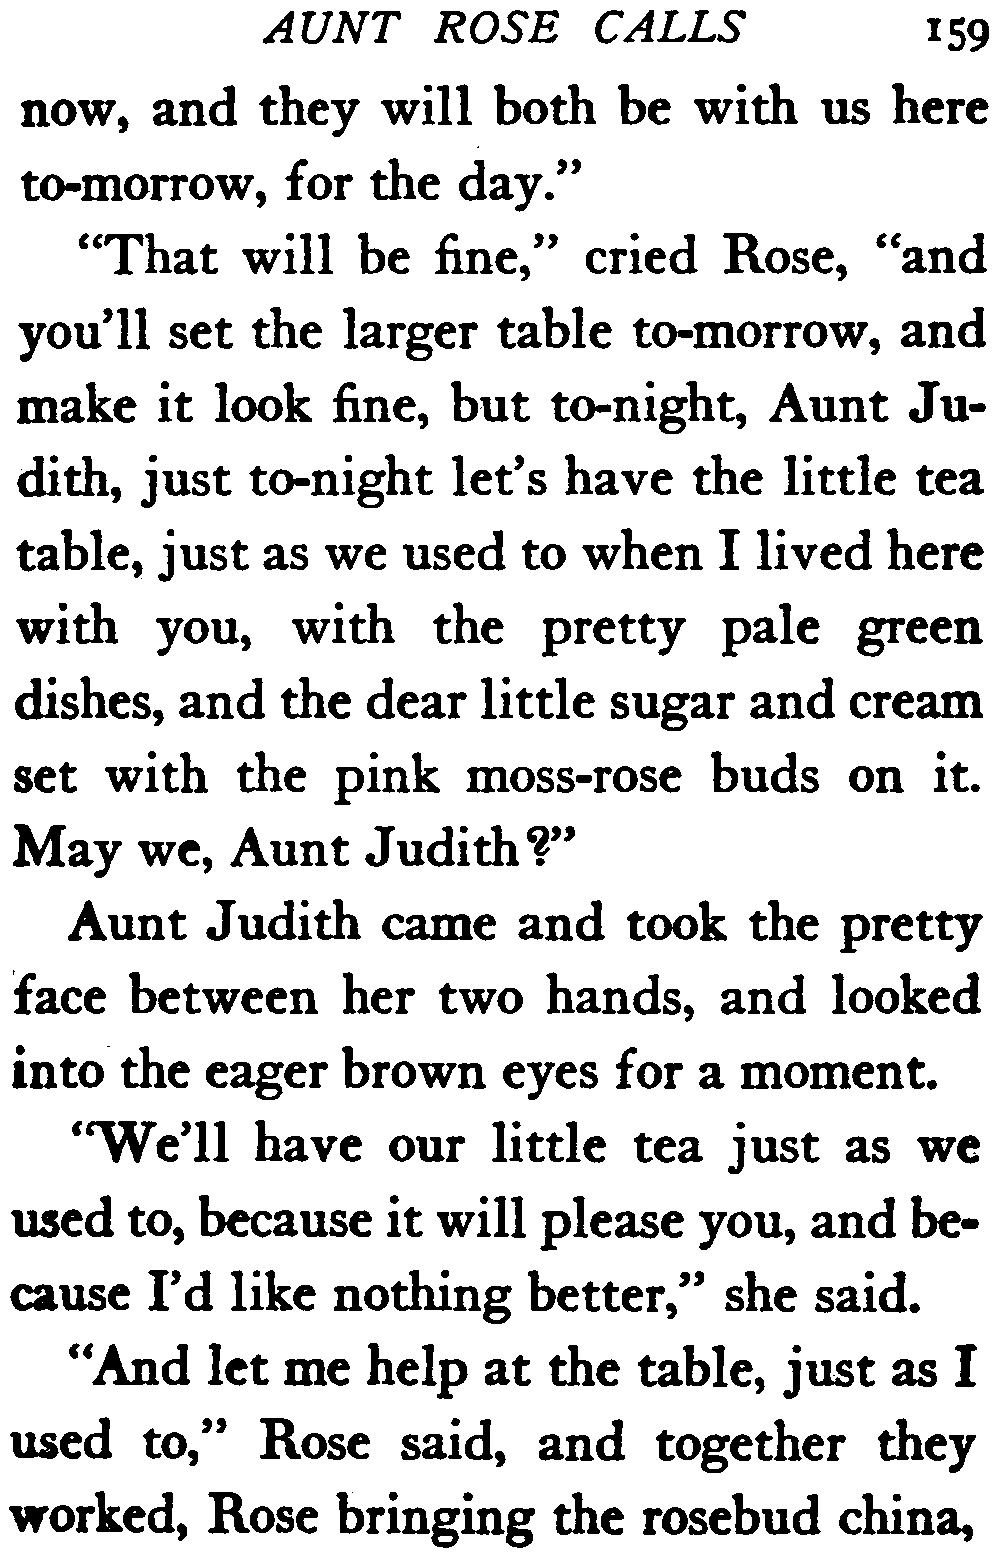 AUNT ROSE CALLS 159
now, and they will both be with us here
to-morrow, for the day."
"That will be fine," cried Rose, "and
you'll set the larger table to-morrow, and
make it look fine, but to-night, Aunt Ju-
dith, just to-night let's have the little tea
table, just as we used to when I lived here
with you, with the pretty pale green
dishes, and the dear little sugar and cream
set with the pink moss-rose buds on it.
May we, Aunt Judith?"
Aunt Judith came and took the pretty
face between her two hands, and looked
into the eager brown eyes for a moment.
"We'll have our little tea just as we
used to, because it will please you, and be-
cause I'd like nothing better," she said.
"And let me help at the table, just as I
used to," Rose said, and together they
worked, Rose bringing the rosebud china,